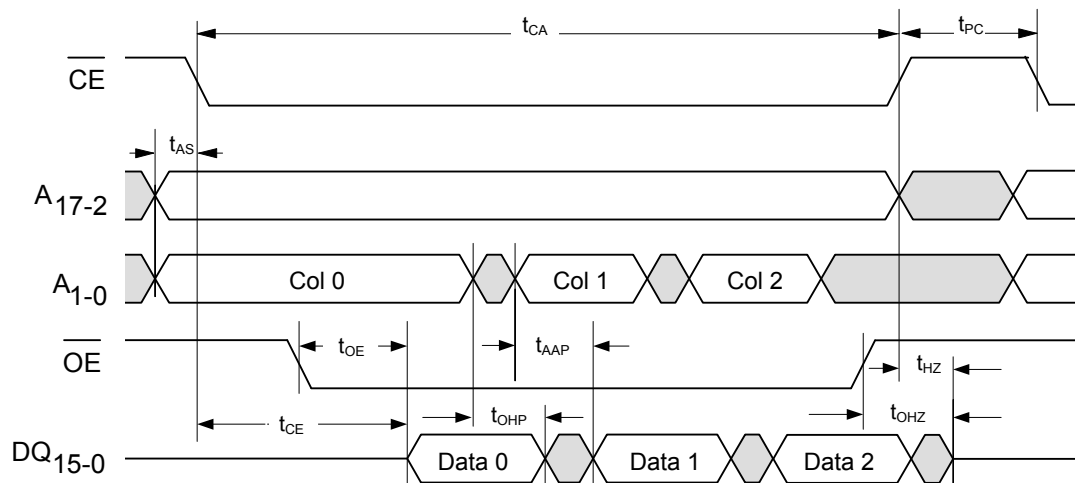 tCA
tPC
CE
tAS
A17-2
A1-0
Col 0
Col 1
Col 2
OE
tOE
tAAP
tHZ
tCE
tOHP
tOHZ
DQ15-0
Data 0
Data 1
Data 2